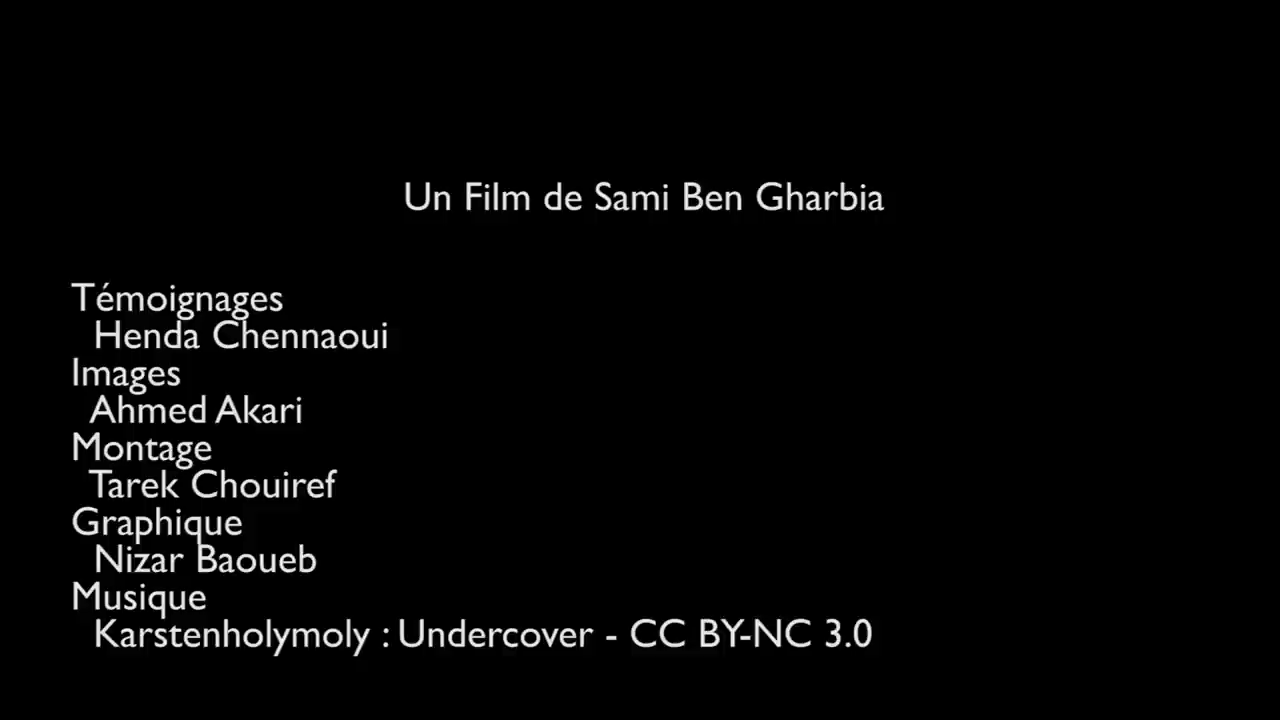 Un Film de Sami Ben Gharbia
Témoignages
Henda Chennaoui
Images
Ahmed Akari
Montage
Tarek Chouiref
Graphique
Nizar Baoueb
Musique
Karstenholymoly : Undercover - CC BY-NC 3.0